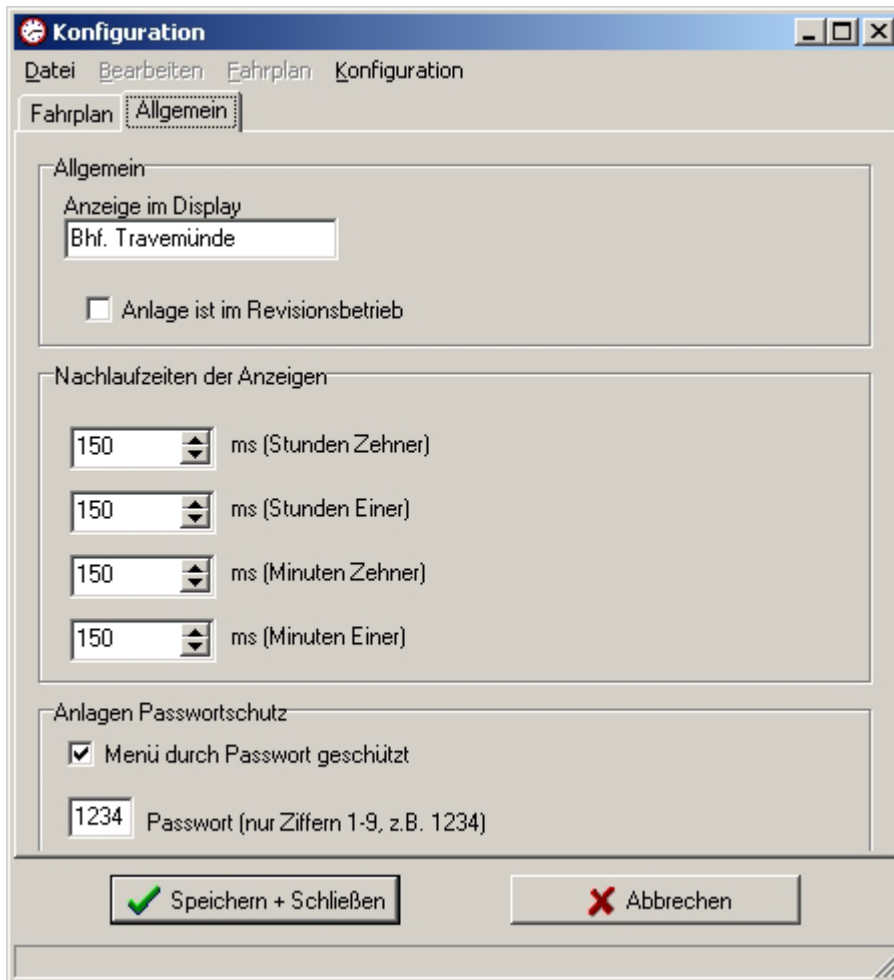 Konfiguration
Datei Bearbeiten Fahrplan Konfiguration
Fahrplan Allgemein
Allgemein
Anzeige im Display
Bhf. Travemünde
Anlage ist im Revisionsbetrieb
Nachlaufzeiten der Anzeigen
150 ms (Stunden Zehner)
150 ms (Stunden Einer)
150 ms (Minuten Zehner)
150 ms (Minuten Einer)
Anlagen Passwortschutz
Menü durch Passwort geschützt
1234 Passwort (nur Ziffern 1-9, z.B. 1234)
Speichern + Schließen Abbrechen